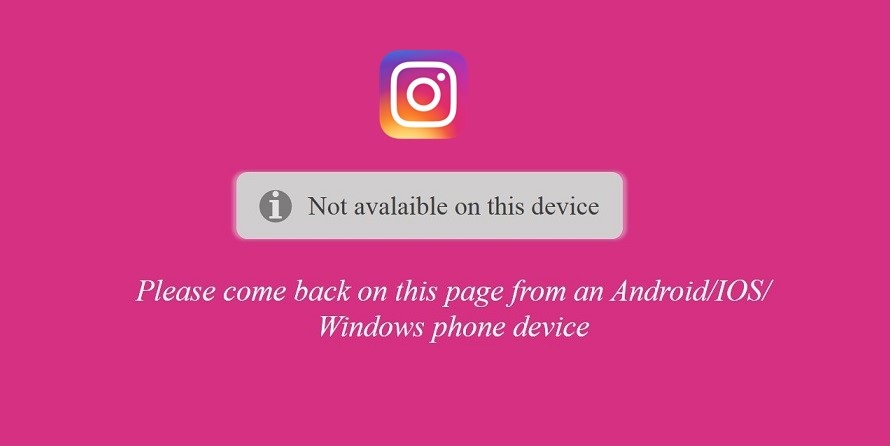 Not avalaible on this device
Please come back on this page from an Android/IOS/
Windows phone device